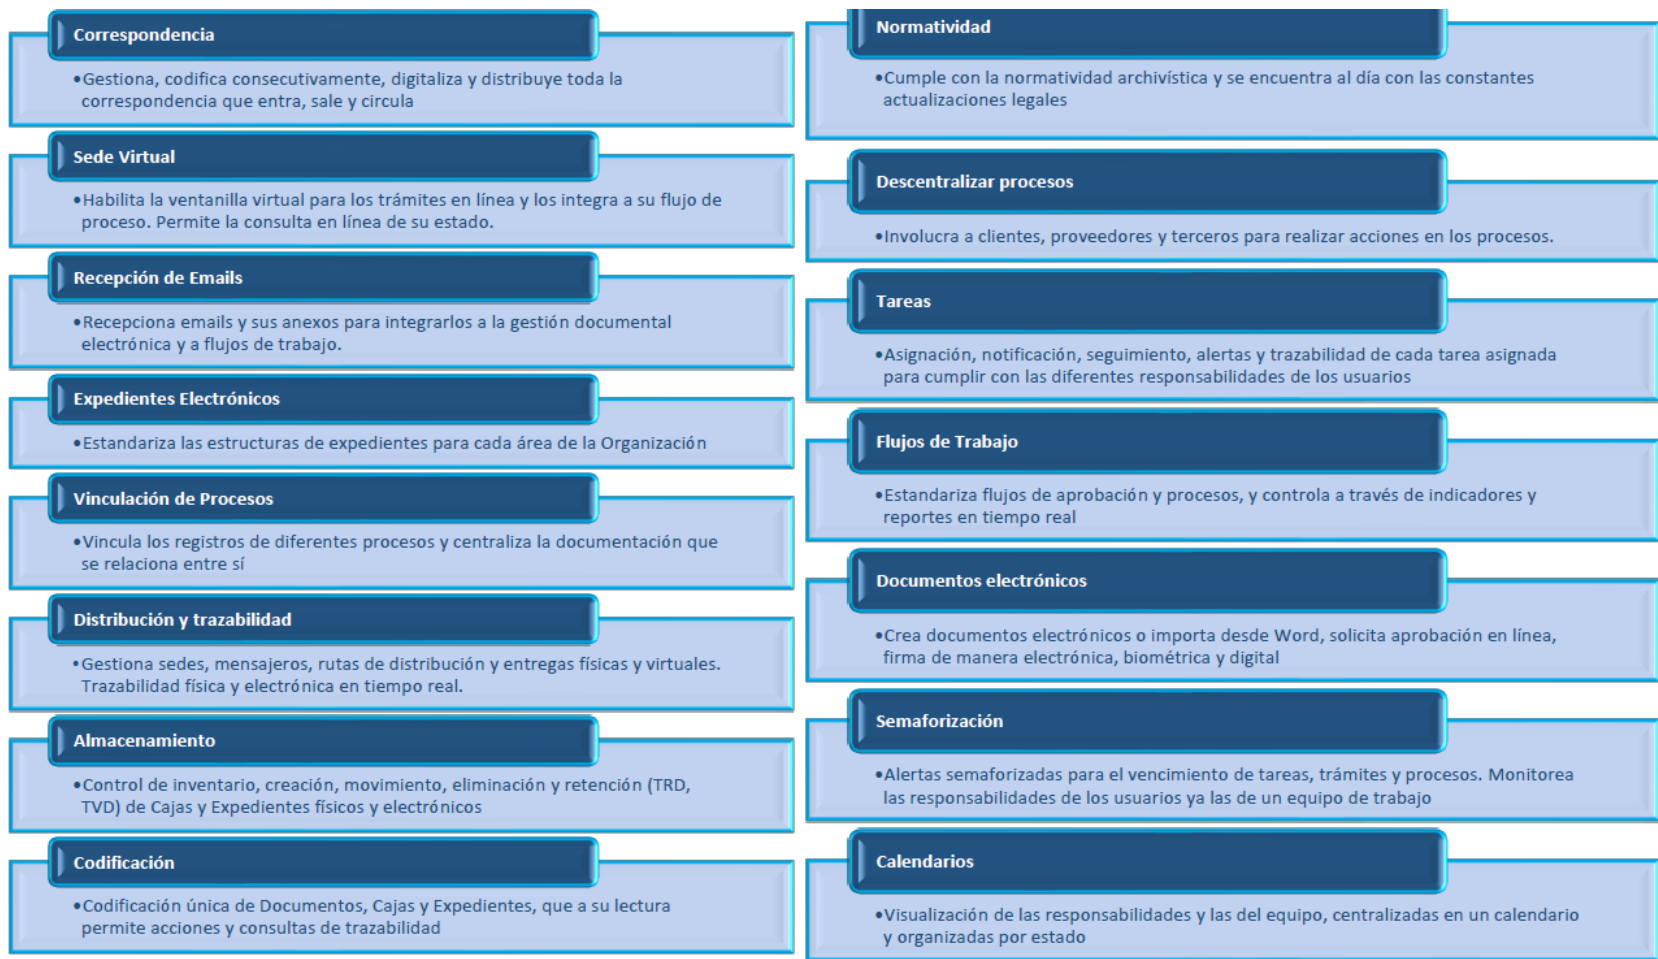 Correspondencia
•Gestiona, codifica consecutivamente, digitaliza y distribuye toda la
correspondencia que entra, sale y circula
Sede Virtual
•Habilita la ventanilla virtual para los trámites en línea y los integra a su flujo de
proceso. Permite la consulta en línea de su estado.
Recepción de Emails
•Recepciona emails y sus anexos para integrarlos a la gestión documental
electrónica y a flujos de trabajo.
Expedientes Electrónicos
•Estandariza las estructuras de expedientes para cada área de la Organización
Vinculación de Procesos
•Vincula los registros de diferentes procesos y centraliza la documentación que
se relaciona entre sí
Distribución y trazabilidad
•Gestiona sedes, mensajeros, rutas de distribución y entregas físicas y virtuales.
Trazabilidad física y electrónica en tiempo real.
Almacenamiento
•Control de inventario, creación, movimiento, eliminación y retención (TRD,
TVD) de Cajas y Expedientes físicos y electrónicos
Codificación
•Codificación única de Documentos, Cajas y Expedientes, que a su lectura
permite acciones y consultas de trazabilidad
Normatividad
•Cumple con la normatividad archivística y se encuentra al día con las constantes
actualizaciones legales
Descentralizar procesos
•Involucra a clientes, proveedores y terceros para realizar acciones en los procesos.
Tareas
•Asignación, notificación, seguimiento, alertas y trazabilidad de cada tarea asignada
para cumplir con las diferentes responsabilidades de los usuarios
Flujos de Trabajo
•Estandariza flujos de aprobación y procesos, y controla a través de indicadores y
reportes en tiempo real
Documentos electrónicos
•Crea documentos electrónicos o importa desde Word, solicita aprobación en línea,
firma de manera electrónica, biométrica y digital
Semaforización
•Alertas semaforizadas para el vencimiento de tareas, trámites y procesos. Monitorea
las responsabilidades de los usuarios ya las de un equipo de trabajo
Calendarios
•Visualización de las responsabilidades y las del equipo, centralizadas en un calendario
y organizadas por estado